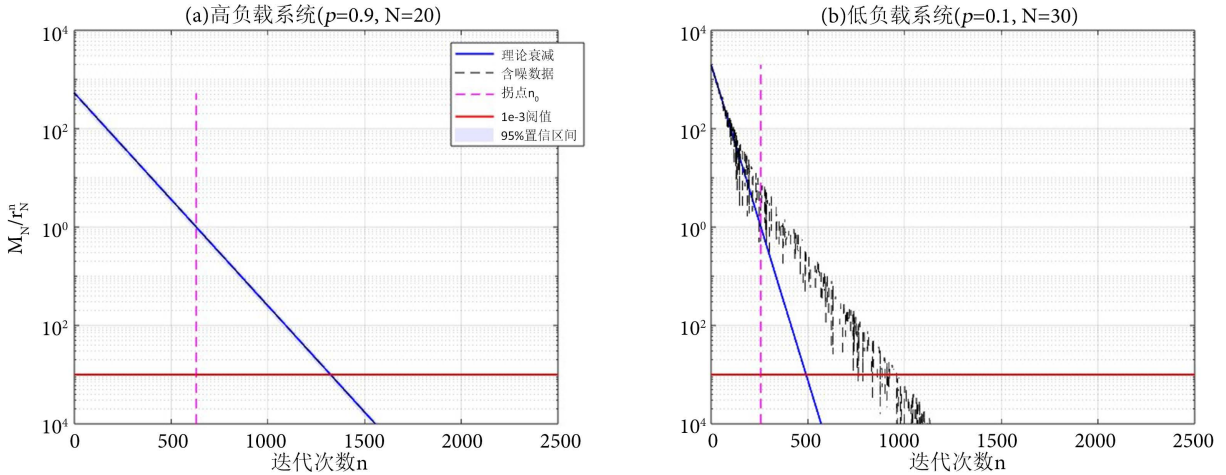 (a)高负载系统(p=0.9, N=20)
10⁴
10²
10⁰
10²
10⁴
M_N/r_N^n
0
500
1000
1500
2000
2500
迭代次数n
理论衰减
含噪数据
拐点n₀
1e-3阅值
95%置信区间
(b)低负载系统(p=0.1, N=30)
10⁴
10²
10⁰
10²
10⁴
0
500
1000
1500
2000
2500
迭代次数n